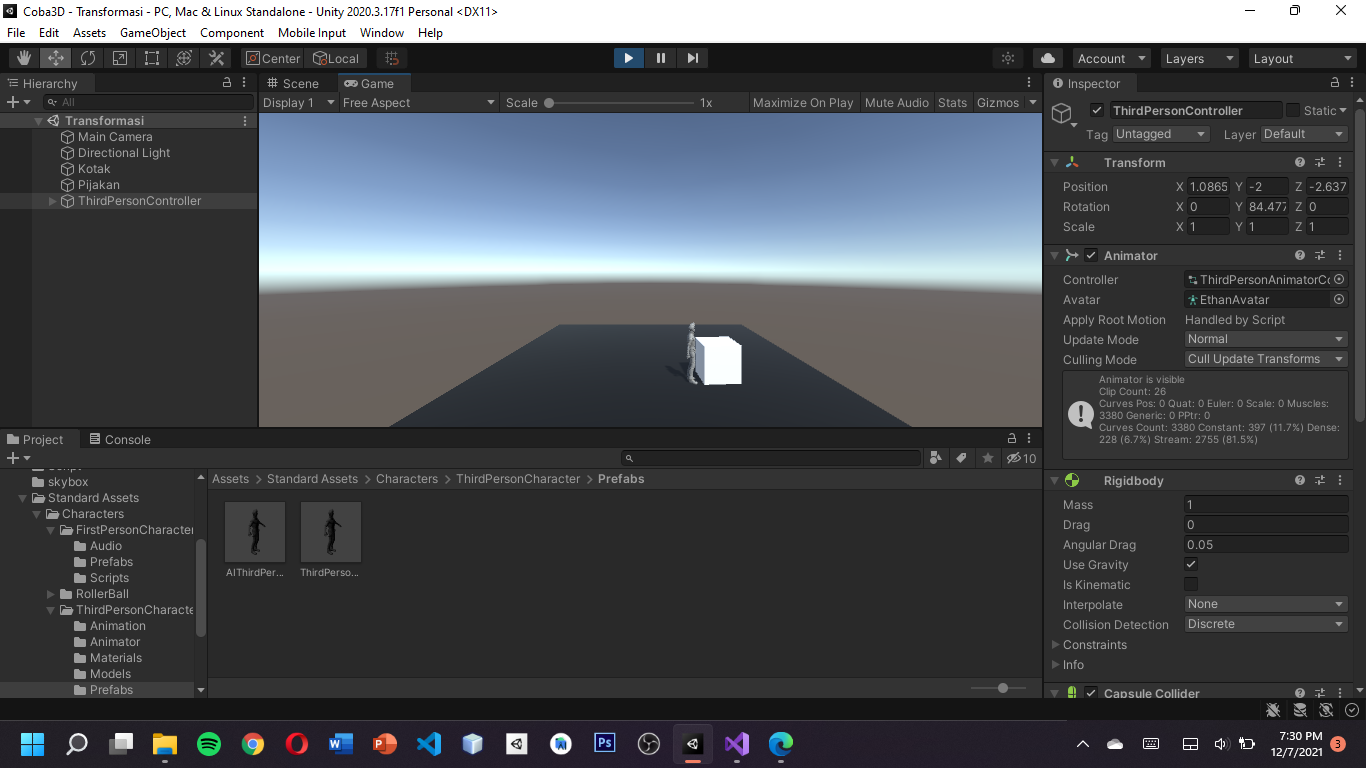 Coba3D - Transformasi - PC, Mac & Linux Standalone - Unity 2020.3.17f1 Personal <DX11>
File Edit Assets GameObject Component Mobile Input Window Help
Center Local Account Layers Layout
Hierarchy
All
Transformasi
Main Camera
Directional Light
Kotak
Pijakan
ThirdPersonController
Scene Game
Display 1 Free Aspect Scale 1x Maximize On Play Mute Audio Stats Gizmos
Inspector
ThirdPersonController Static
Tag Untagged Layer Default
Transform
Position X 1.0865 Y -2 Z -2.637
Rotation X 0 Y 84.477 Z 0
Scale X 1 Y 1 Z 1
Animator
Controller ThirdPersonAnimatorCo
Avatar EthanAvatar
Apply Root Motion Handled by Script
Update Mode Normal
Culling Mode Cull Update Transforms
Animator is visible
Clip Count: 26
Curves Pos: 0 Quat: 0 Euler: 0 Scale: 0 Muscles:
3380 Generic: 0 PPtr: 0
Curves Count: 3380 Constant: 397 (11.7%) Dense:
228 (6.7%) Stream: 2755 (81.5%)
Rigidbody
Mass 1
Drag 0
Angular Drag 0.05
Use Gravity
Is Kinematic
Interpolate None
Collision Detection Discrete
Constraints
Info
Capsule Collider
Project Console
10
skybox
Standard Assets
Characters
FirstPersonCharacter
Audio
Prefabs
Scripts
RollerBall
ThirdPersonCharacte
Animation
Animator
Materials
Models
Prefabs
Assets > Standard Assets > Characters > ThirdPersonCharacter > Prefabs
AIThirdPer... ThirdPerso...
7:30 PM
12/7/2021
3